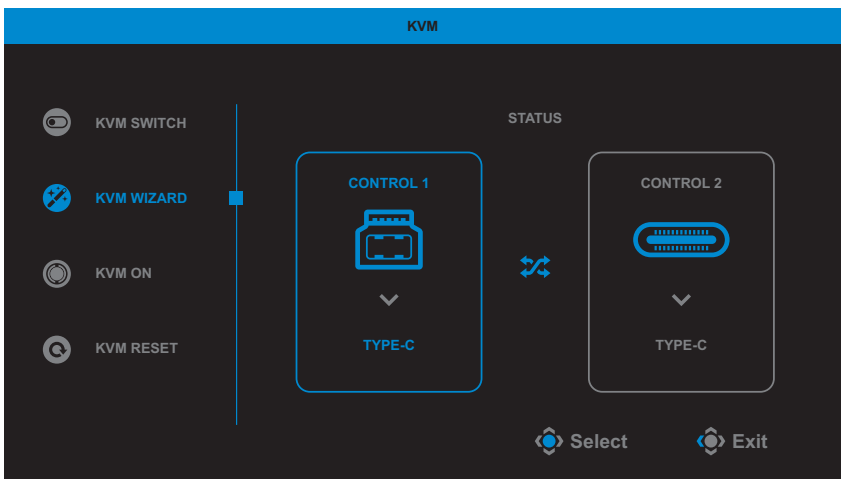 KVM
KVM SWITCH
KVM WIZARD
KVM ON
KVM RESET
STATUS
CONTROL 1
TYPE-C
CONTROL 2
TYPE-C
Select
Exit